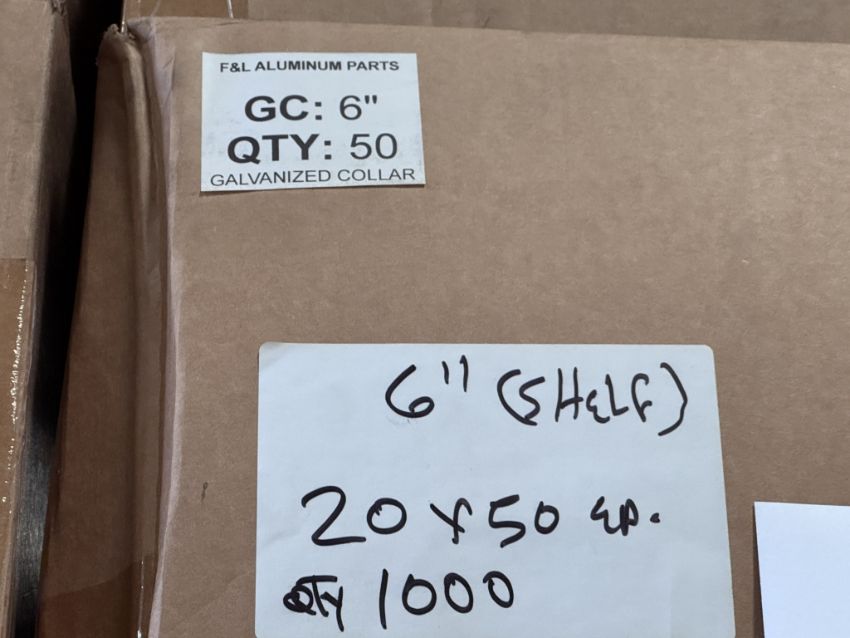 F&L ALUMINUM PARTS
GC: 6"
QTY: 50
GALVANIZED COLLAR
6" (SHELF)
20 x 50 EA.
QTY 1000